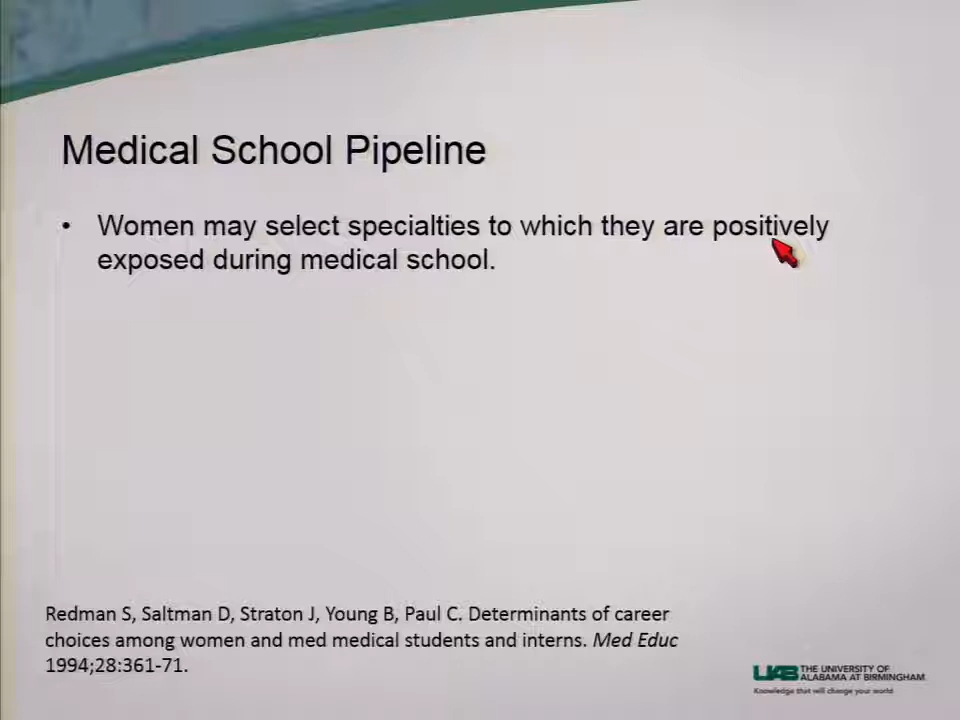 Medical School Pipeline
• Women may select specialties to which they are positively
exposed during medical school.
Redman S, Saltman D, Straton J, Young B, Paul C. Determinants of career
choices among women and med medical students and interns. Med Educ
1994;28:361-71.
UAB THE UNIVERSITY OF
ALABAMA AT BIRMINGHAM
Knowledge that will change your world